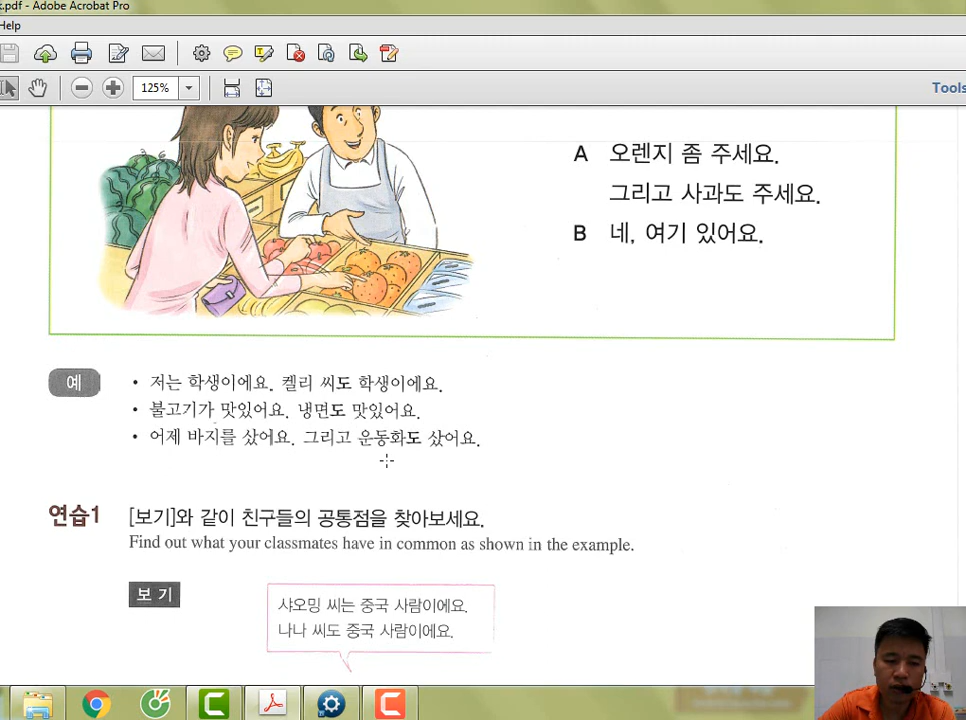 k.pdf - Adobe Acrobat Pro
Help
125%
Tools
A 오렌지 좀 주세요.
그리고 사과도 주세요.
B 네, 여기 있어요.
예
• 저는 학생이에요. 켈리 씨도 학생이에요.
• 불고기가 맛있어요. 냉면도 맛있어요.
• 어제 바지를 샀어요. 그리고 운동화도 샀어요.
연습1 [보기]와 같이 친구들의 공통점을 찾아보세요.
Find out what your classmates have in common as shown in the example.
보기
샤오밍 씨는 중국 사람이에요.
나나 씨도 중국 사람이에요.